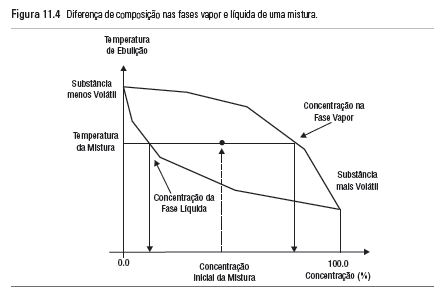 Figura 11.4 Diferença de composição nas fases vapor e líquida de uma mistura.
Temperatura
de Ebulição
Substância
menos Volátil
Concentração na
Fase Vapor
Temperatura
da Mistura
Substância
mais Volátil
Concentração da
Fase Líquida
0.0
100.0
Concentração
Inicial da Mistura
Concentração (%)